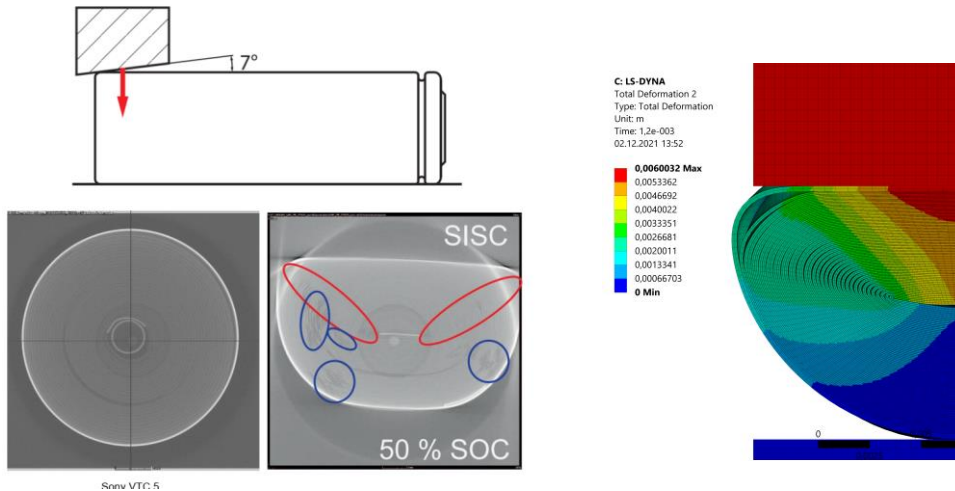 7°
C: LS-DYNA
Total Deformation 2
Type: Total Deformation
Unit: m
Time: 1,2e-003
02.12.2021 13:52
0,0060032 Max
0,0053362
0,0046692
0,0040022
0,0033351
0,0026681
0,0020011
0,0013341
0,00066703
0 Min
SISC
50 % SOC
0
Sony VTC 5